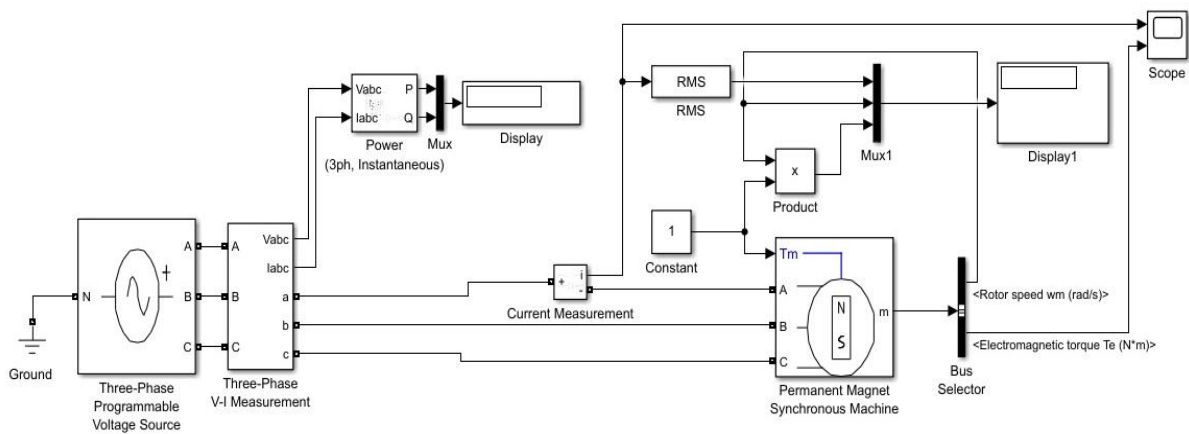 Scope
RMS
RMS
Vabc
P
Iabc
Q
Mux
Power
(3ph, Instantaneous)
Display
Mux1
Display1
x
Product
1
Constant
N
A
B
C
A
B
C
Vabc
Iabc
a
b
c
+
i
-
Current Measurement
Tm
A
B
C
N
S
m
<Rotor speed wm (rad/s)>
<Electromagnetic torque Te (N*m)>
Bus
Selector
Ground
Three-Phase
Programmable
Voltage Source
Three-Phase
V-I Measurement
Permanent Magnet
Synchronous Machine